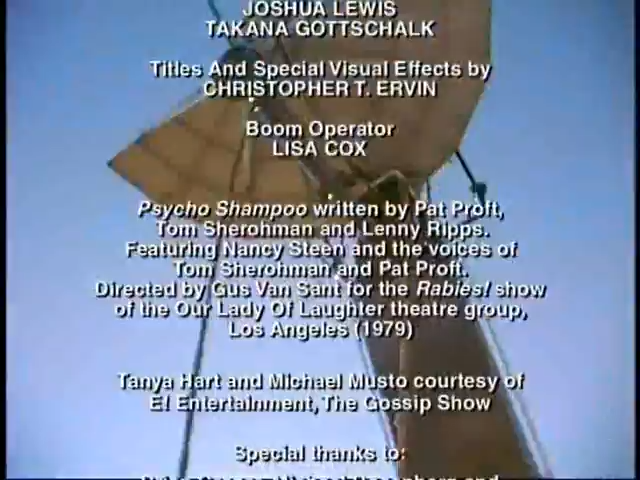 JOSHUA LEWIS
TAKANA GOTTSCHALK
Titles And Special Visual Effects by
CHRISTOPHER T. ERVIN
Boom Operator
LISA COX
Psycho Shampoo written by Pat Proft,
Tom Sherohman and Lenny Ripps.
Featuring Nancy Steen and the voices of
Tom Sherohman and Pat Proft.
Directed by Gus Van Sant for the Rabies! show
of the Our Lady Of Laughter theatre group,
Los Angeles (1979)
Tanya Hart and Michael Musto courtesy of
E! Entertainment, The Gossip Show
Special thanks to: